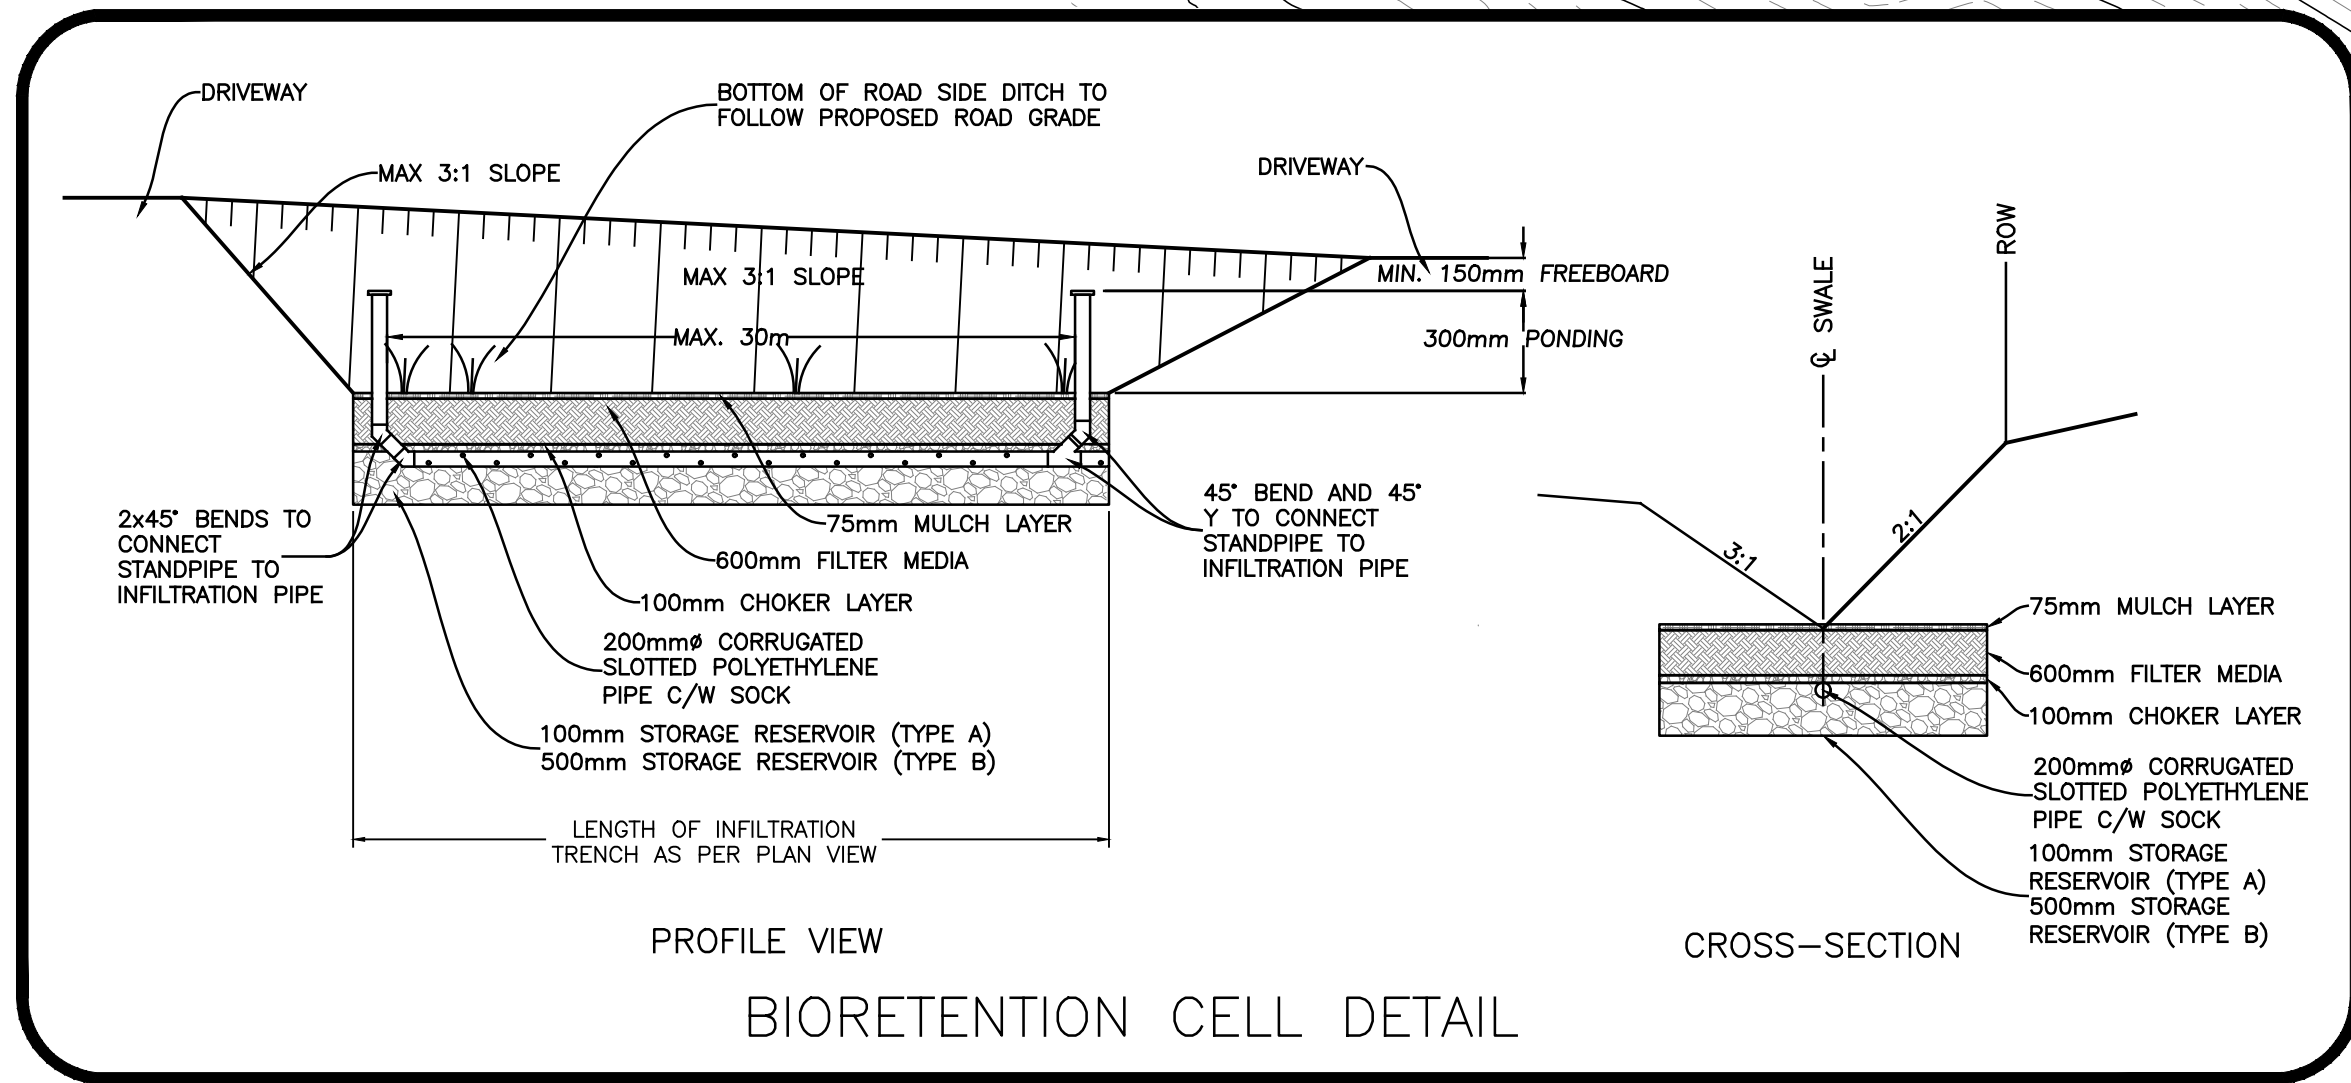 DRIVEWAY
BOTTOM OF ROAD SIDE DITCH TO
FOLLOW PROPOSED ROAD GRADE
MAX 3:1 SLOPE
DRIVEWAY
MAX 3:1 SLOPE
MIN. 150mm FREEBOARD
MAX. 30m
300mm PONDING
2x45° BENDS TO
CONNECT
STANDPIPE TO
INFILTRATION PIPE
75mm MULCH LAYER
600mm FILTER MEDIA
100mm CHOKER LAYER
200mmø CORRUGATED
SLOTTED POLYETHYLENE
PIPE C/W SOCK
100mm STORAGE RESERVOIR (TYPE A)
500mm STORAGE RESERVOIR (TYPE B)
45° BEND AND 45°
Y TO CONNECT
STANDPIPE TO
INFILTRATION PIPE
LENGTH OF INFILTRATION
TRENCH AS PER PLAN VIEW
PROFILE VIEW
ROW
℄ SWALE
3:1
2:1
75mm MULCH LAYER
600mm FILTER MEDIA
100mm CHOKER LAYER
200mmø CORRUGATED
SLOTTED POLYETHYLENE
PIPE C/W SOCK
100mm STORAGE
RESERVOIR (TYPE A)
500mm STORAGE
RESERVOIR (TYPE B)
CROSS-SECTION
BIORETENTION CELL DETAIL